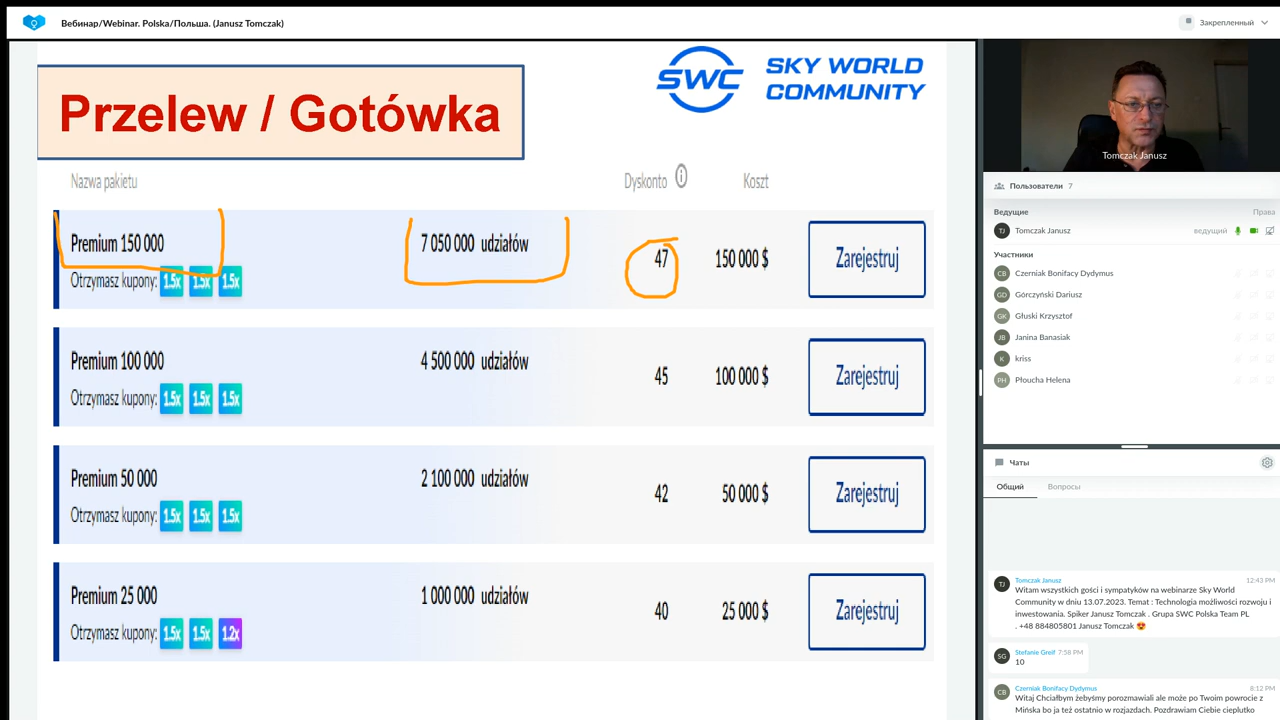 Вебинар/Webinar. Polska/Польша. (Janusz Tomczak)
Закрепленный
Przelew / Gotówka
SWC
SKY WORLD
COMMUNITY
Nazwa pakietu
Dyskonto
Koszt
Premium 150 000
7 050 000 udziałów
47
150 000 $
Zarejestruj
Otrzymasz kupony: 1.5x 1.5x 1.5x
Premium 100 000
4 500 000 udziałów
45
100 000 $
Zarejestruj
Otrzymasz kupony: 1.5x 1.5x 1.5x
Premium 50 000
2 100 000 udziałów
42
50 000 $
Zarejestruj
Otrzymasz kupony: 1.5x 1.5x 1.5x
Premium 25 000
1 000 000 udziałów
40
25 000 $
Zarejestruj
Otrzymasz kupony: 1.5x 1.5x 1.2x
Tomczak Janusz
Пользователи 7
Ведущие
Права
TJ Tomczak Janusz ведущий
Участники
CB Czerniak Bonifacy Dydymus
GD Górczyński Dariusz
GK Głuski Krzysztof
JB Janina Banasiak
K kriss
PH Płoucha Helena
Чаты
Общий Вопросы
TJ Tomczak Janusz 12:43 PM
Witam wszystkich gości i sympatyków na webinarze Sky World
Community w dniu 13.07.2023. Temat : Technologia możliwości rozwoju i
inwestowania. Spiker Janusz Tomczak . Grupa SWC Polska Team PL
. +48 884805801 Janusz Tomczak 😍
SG Stefanie Greif 7:58 PM
10
CB Czerniak Bonifacy Dydymus 8:12 PM
Witaj Chciałbym żebyśmy porozmawiali ale może po Twoim powrocie z
Mińska bo ja też ostatnio w rozjazdach. Pozdrawiam Ciebie cieplutko